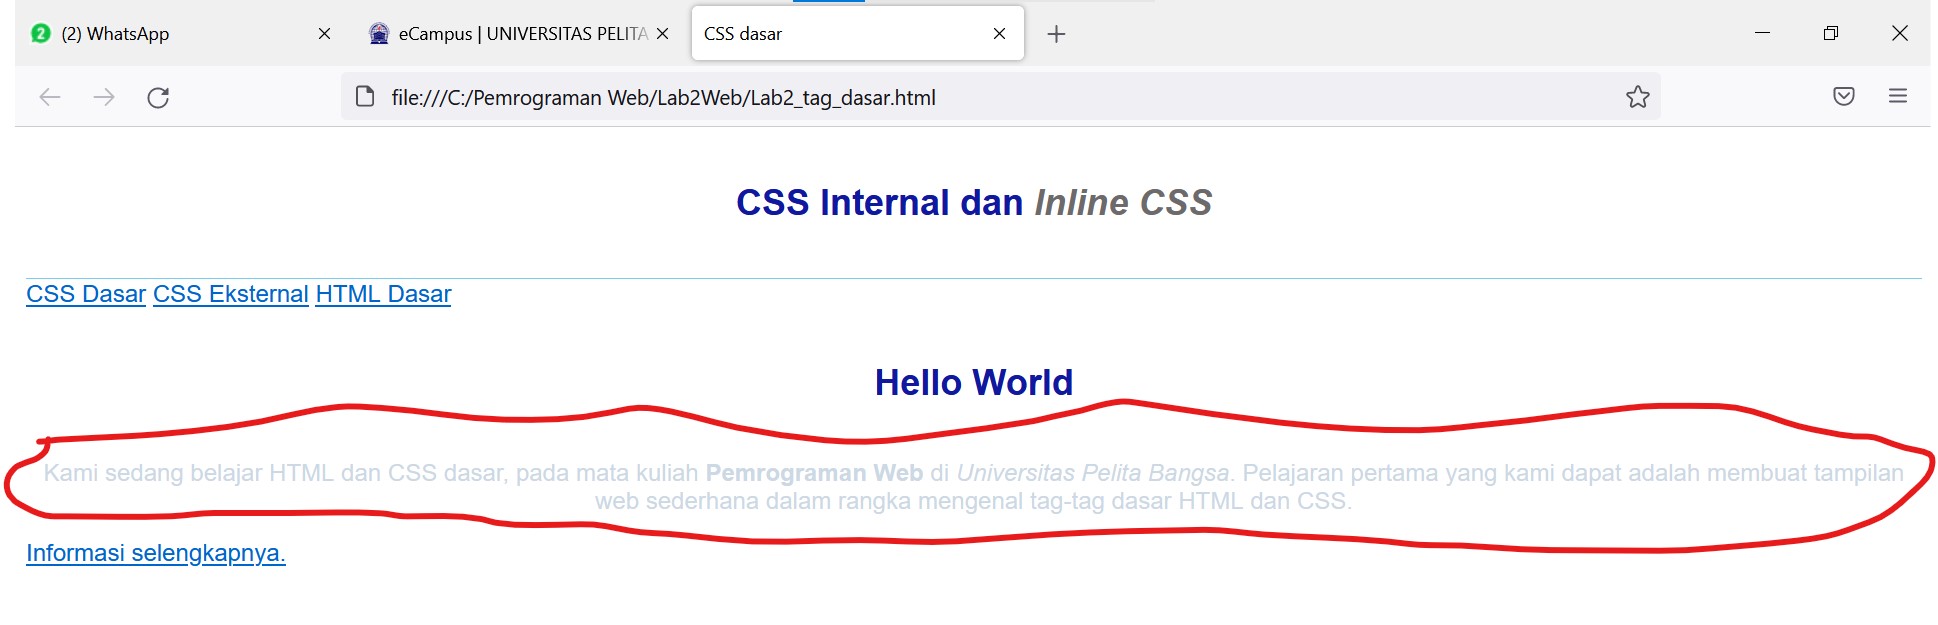 (2) WhatsApp
eCampus | UNIVERSITAS PELITA
CSS dasar
file:///C:/Pemrograman Web/Lab2Web/Lab2_tag_dasar.html
CSS Internal dan Inline CSS
CSS Dasar CSS Eksternal HTML Dasar
Hello World
Kami sedang belajar HTML dan CSS dasar, pada mata kuliah Pemrograman Web di Universitas Pelita Bangsa. Pelajaran pertama yang kami dapat adalah membuat tampilan
web sederhana dalam rangka mengenal tag-tag dasar HTML dan CSS.
Informasi selengkapnya.